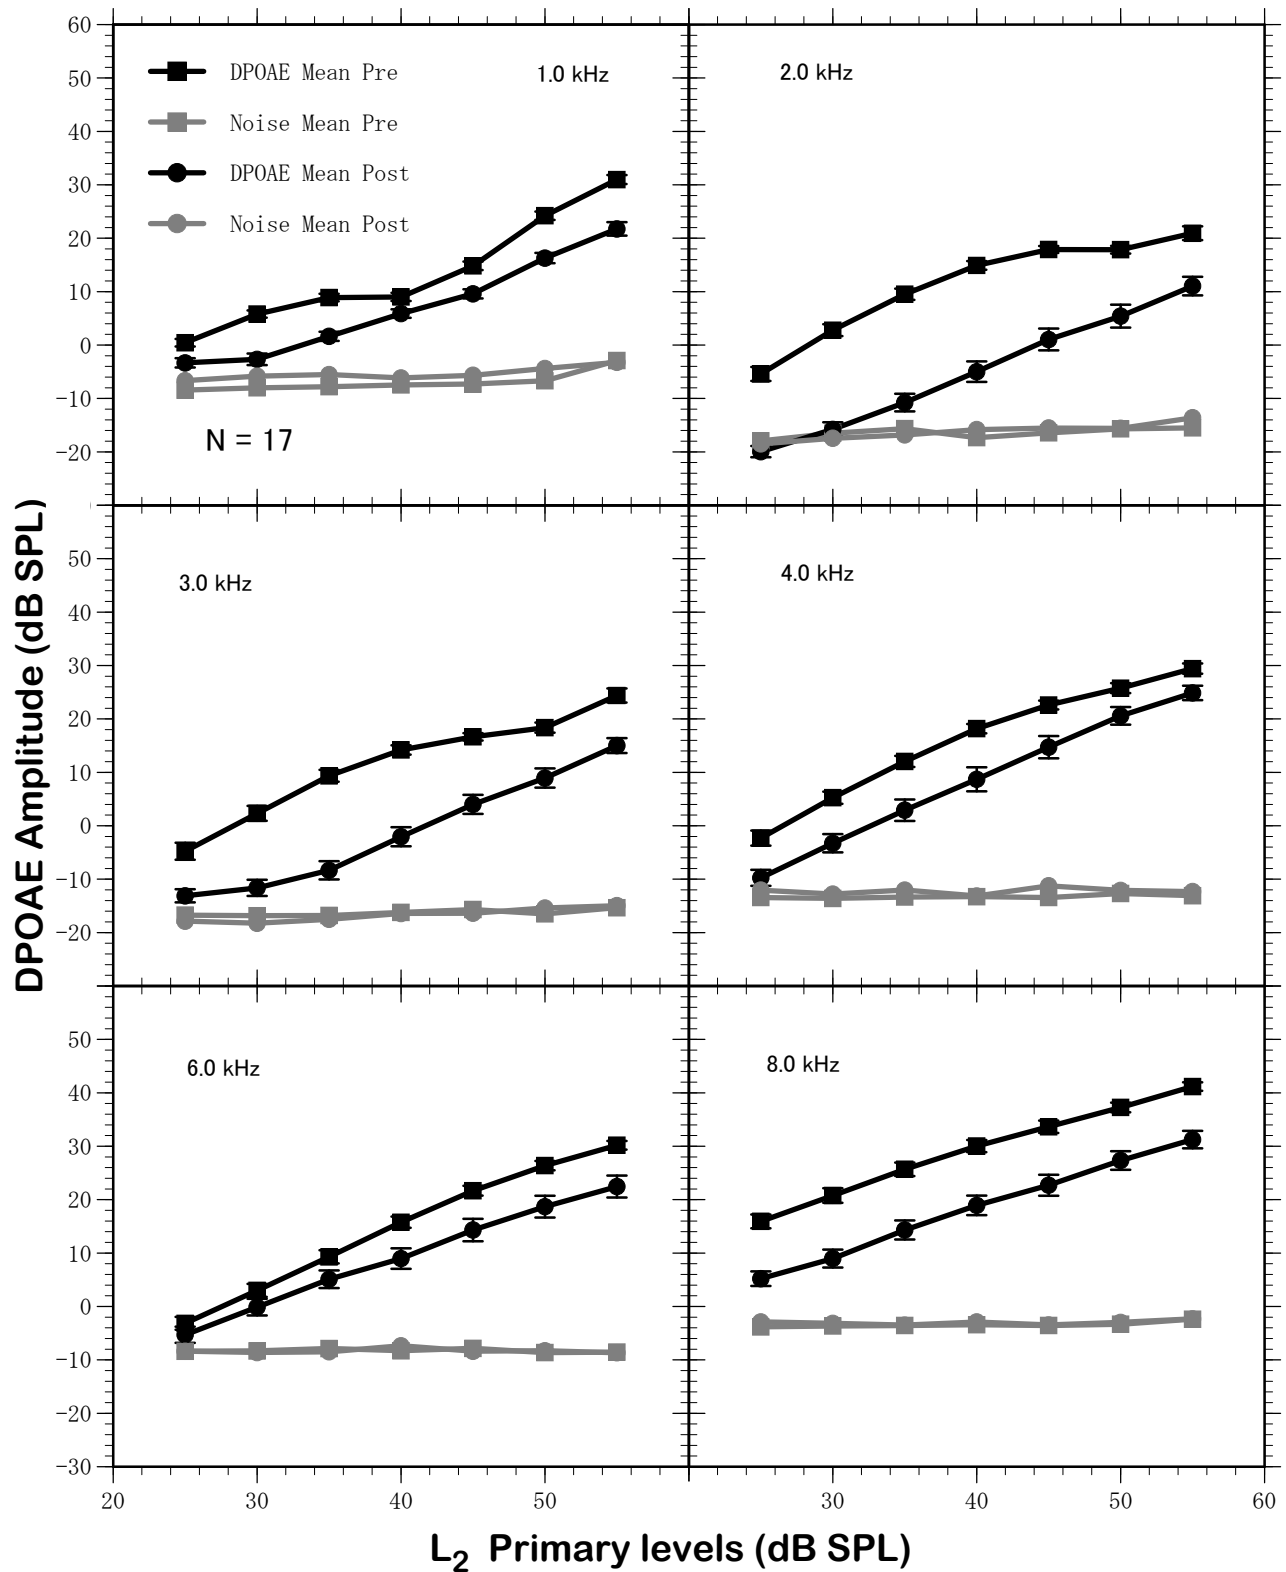 60
50
40
30
20
10
0
-10
-20
DPOAE Mean Pre
Noise Mean Pre
DPOAE Mean Post
Noise Mean Post
1.0 kHz
N = 17
2.0 kHz
50
40
30
20
10
0
-10
-20
3.0 kHz
4.0 kHz
50
40
30
20
10
0
-10
-20
-30
6.0 kHz
8.0 kHz
20 30 40 50 30 40 50 60
DPOAE Amplitude (dB SPL)
L₂ Primary levels (dB SPL)